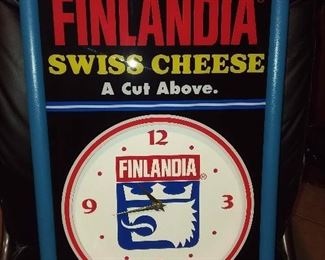 FINLANDIA®
SWISS CHEESE
A Cut Above.
12
FINLANDIA®
9 3
6